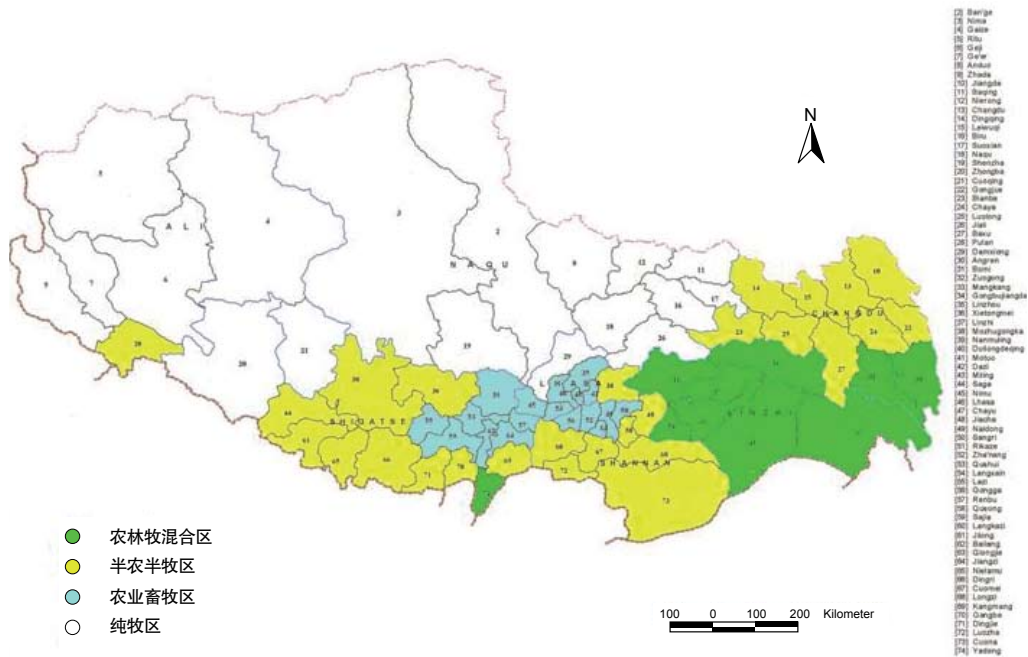 [2] Ban'ge
[3] Nima
[4] Gaize
[5] Ritu
[6] Geji
[7] Ge'er
[8] Anduo
[9] Zhada
[10] Jiangda
[11] Baqing
[12] Nierong
[13] Changdu
[14] Dingqing
[15] Leiwuqi
[16] Biru
[17] Suoxian
[18] Naqu
[19] Shenzha
[20] Zhongba
[21] Cuoqing
[22] Gongjue
[23] Bianba
[24] Chaya
[25] Luolong
[26] Jiali
[27] Basu
[28] Pulan
[29] Damxiong
[30] Angren
[31] Bomi
[32] Zuogong
[33] Mangkang
[34] Gongbujiangda
[35] Linzhou
[36] Xietongmei
[37] Linzhi
[38] Mozhugongka
[39] Nanmuling
[40] Duilongdeqing
[41] Motuo
[42] Dazi
[43] Miling
[44] Saga
[45] Nimu
[46] Lhasa
[47] Chayu
[48] Jiacha
[49] Naidong
[50] Sangri
[51] Rikaze
[52] Zha'nang
[53] Qushui
[54] Langxian
[55] Lazi
[56] Gongga
[57] Renbu
[58] Qusong
[59] Sajia
[60] Langkazi
[61] Jilong
[62] Bailang
[63] Qiongjie
[64] Jiangzi
[65] Nielamu
[66] Dingri
[67] Cuomei
[68] Longzi
[69] Kangmang
[70] Gangba
[71] Dingjie
[72] Luozha
[73] Cuona
[74] Yadong
N
ALI
NAQU
CHANGDU
LHASA
LINZHI
SHIGATSE
SHANNAN
农林牧混合区
半农半牧区
农业畜牧区
纯牧区
100 0 100 200 Kilometer